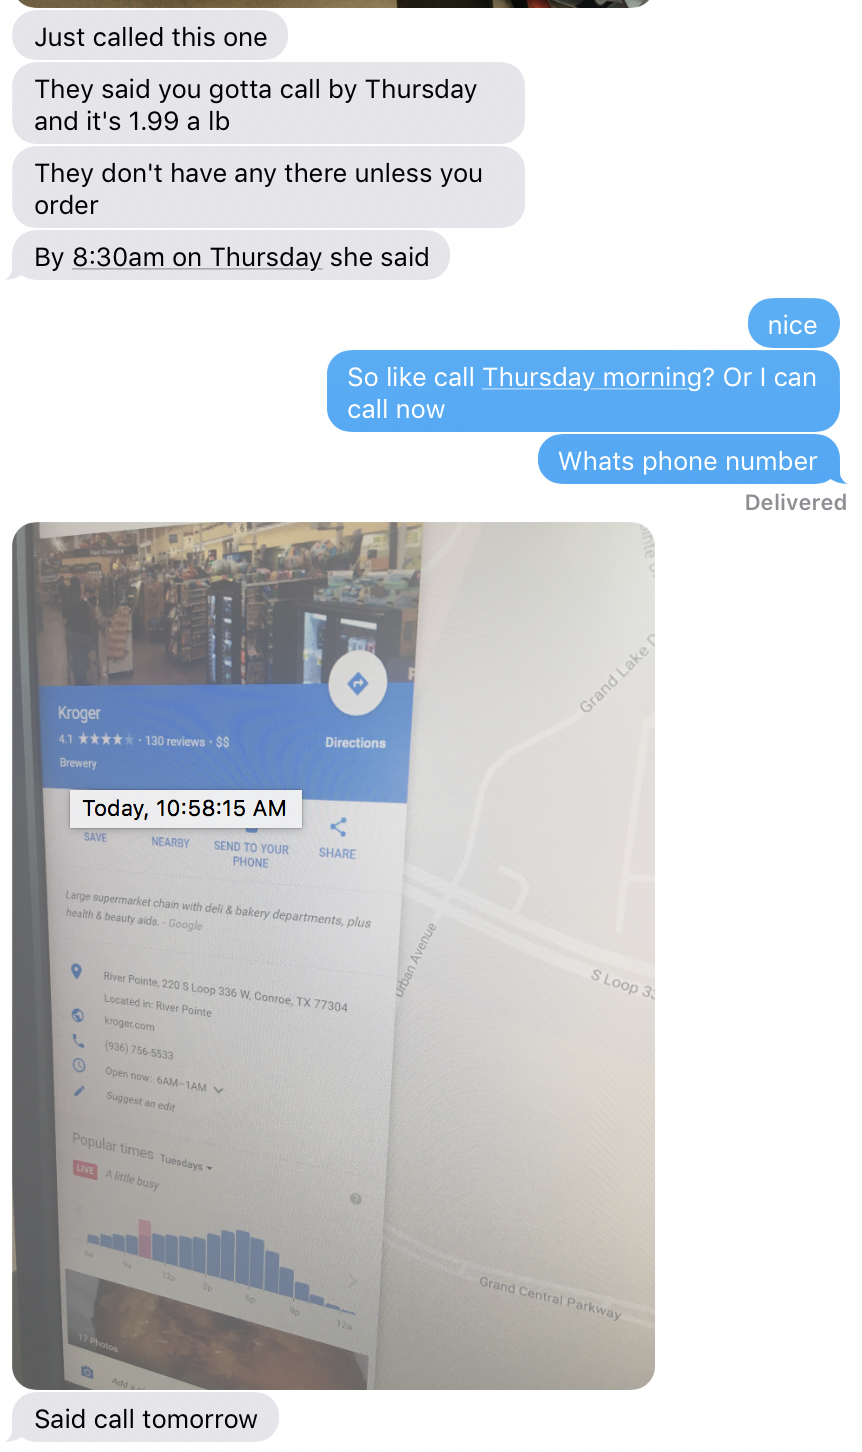 Just called this one
They said you gotta call by Thursday
and it's 1.99 a lb
They don't have any there unless you
order
By 8:30am on Thursday she said
nice
So like call Thursday morning? Or I can
call now
Whats phone number
Delivered
Fast Checkout
Kroger
4.1 ★★★★★ · 130 reviews · $$
Brewery
Directions
Today, 10:58:15 AM
SAVE
NEARBY
SEND TO YOUR
PHONE
SHARE
Large supermarket chain with deli & bakery departments, plus
health & beauty aids. - Google
River Pointe, 220 S Loop 336 W, Conroe, TX 77304
Located in: River Pointe
kroger.com
(936) 756-5533
Open now: 6AM–1AM
Suggest an edit
Popular times Tuesdays
LIVE A little busy
6a 9a 12p 3p 6p 9p 12a
17 Photos
Add a
Grand Lake D
Urban Avenue
S Loop 33
Grand Central Parkway
Said call tomorrow